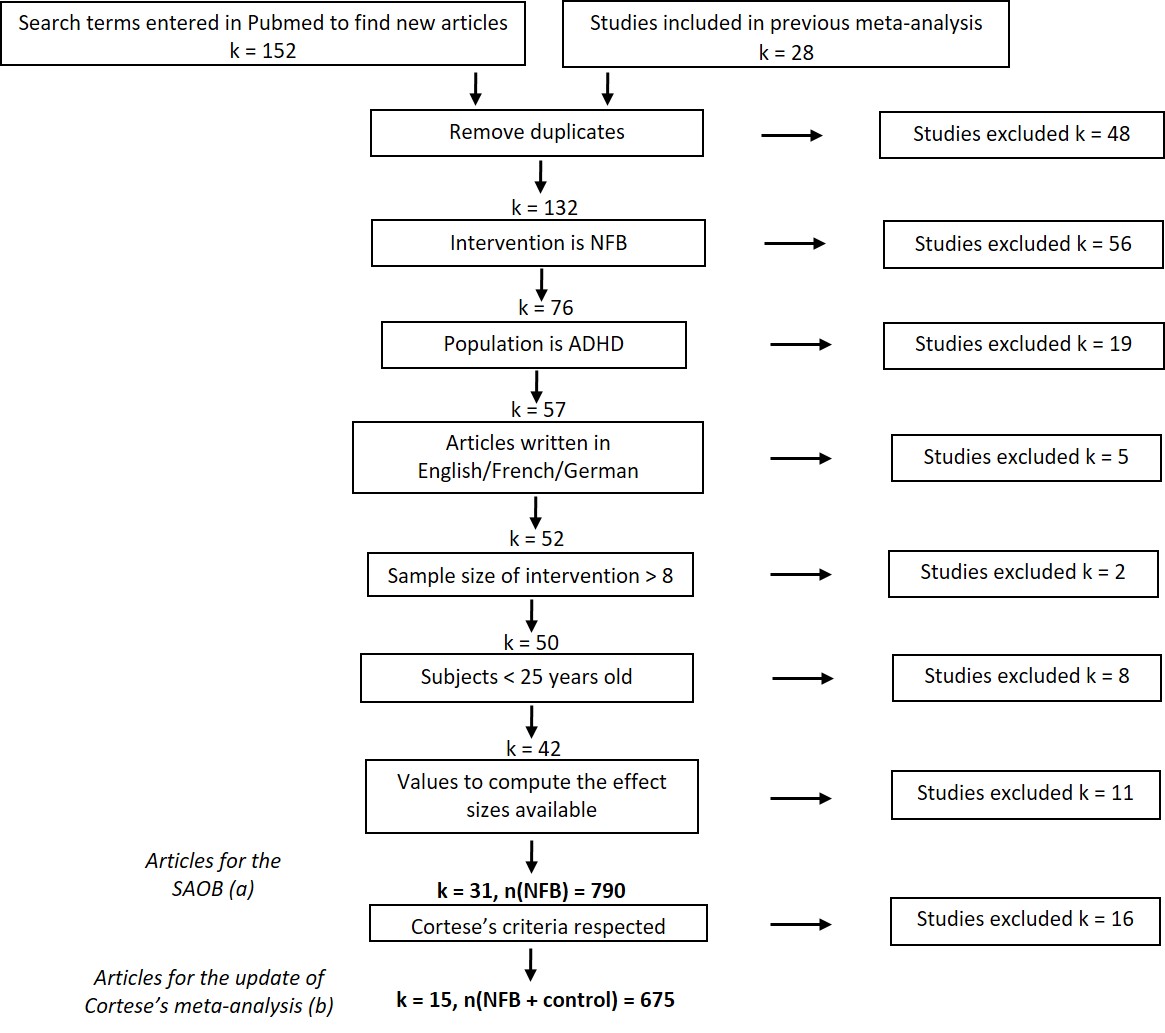 Search terms entered in Pubmed to find new articles
k = 152
Studies included in previous meta-analysis
k = 28
Remove duplicates
Studies excluded k = 48
k = 132
Intervention is NFB
Studies excluded k = 56
k = 76
Population is ADHD
Studies excluded k = 19
k = 57
Articles written in
English/French/German
Studies excluded k = 5
k = 52
Sample size of intervention > 8
Studies excluded k = 2
k = 50
Subjects < 25 years old
Studies excluded k = 8
k = 42
Values to compute the effect
sizes available
Studies excluded k = 11
Articles for the
SAOB (a)
k = 31, n(NFB) = 790
Cortese's criteria respected
Studies excluded k = 16
Articles for the update of
Cortese's meta-analysis (b)
k = 15, n(NFB + control) = 675